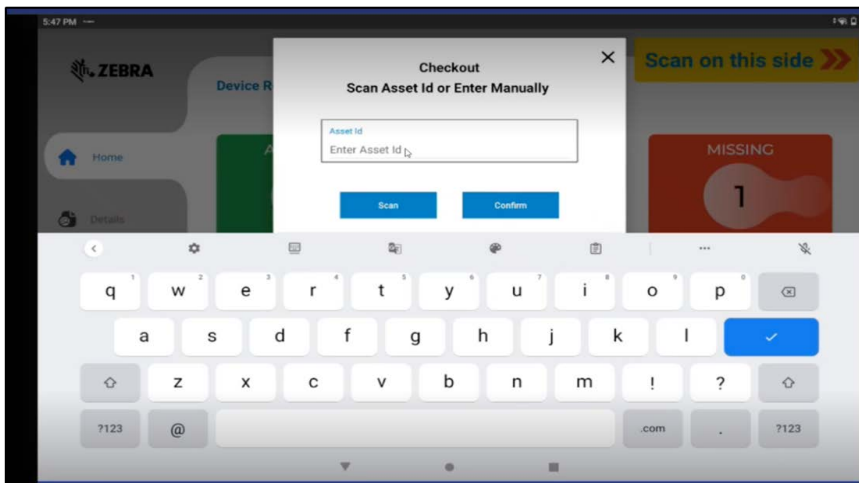 5:47 PM
ZEBRA
Device R
Checkout
Scan Asset Id or Enter Manually
Scan on this side
Asset Id
Enter Asset Id
Scan
Confirm
Home
Details
A
MISSING
1
q 1 w 2 e 3 r 4 t 5 y 6 u 7 i 8 o 9 p 0
a s d f g h j k l
z x c v b n m ! ?
?123 @ .com . ?123